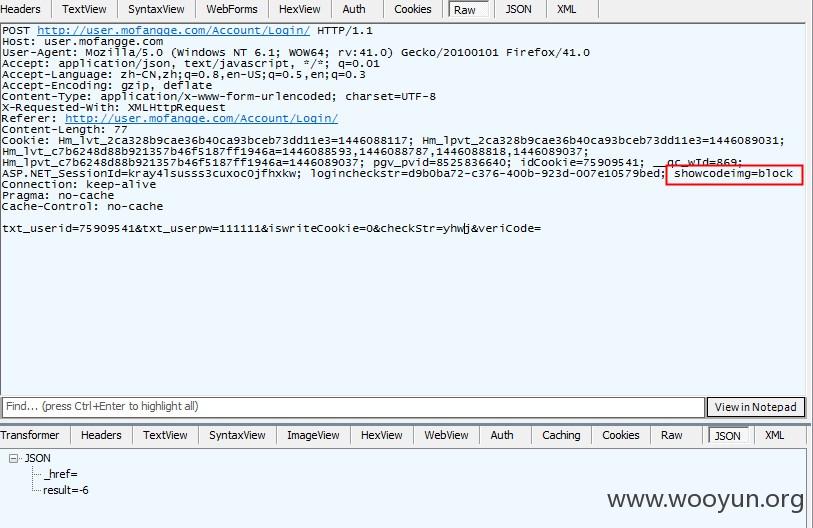 Headers TextView SyntaxView WebForms HexView Auth Cookies Raw JSON XML
POST http://user.mofangge.com/Account/Login/ HTTP/1.1
Host: user.mofangge.com
User-Agent: Mozilla/5.0 (Windows NT 6.1; WOW64; rv:41.0) Gecko/20100101 Firefox/41.0
Accept: application/json, text/javascript, */*; q=0.01
Accept-Language: zh-CN,zh;q=0.8,en-US;q=0.5,en;q=0.3
Accept-Encoding: gzip, deflate
Content-Type: application/x-www-form-urlencoded; charset=UTF-8
X-Requested-With: XMLHttpRequest
Referer: http://user.mofangge.com/Account/Login/
Content-Length: 77
Cookie: Hm_lvt_2ca328b9cae36b40ca93bceb73dd11e3=1446088117; Hm_lpvt_2ca328b9cae36b40ca93bceb73dd11e3=1446089031;
Hm_lvt_c7b6248d88b921357b46f5187ff1946a=1446088593,1446088787,1446088818,1446089037;
Hm_lpvt_c7b6248d88b921357b46f5187ff1946a=1446089037; pgv_pvid=8525836640; idCookie=75909541; __qc_wId=869;
ASP.NET_SessionId=kray4lsusss3cuxoc0jfhxkw; logincheckstr=d9b0ba72-c376-400b-923d-007e10579bed; showcodeimg=block
Connection: keep-alive
Pragma: no-cache
Cache-Control: no-cache
txt_userid=75909541&txt_userpw=111111&iswriteCookie=0&checkStr=yhwj&veriCode=
Find... (press Ctrl+Enter to highlight all) View in Notepad
Transformer Headers TextView SyntaxView ImageView HexView WebView Auth Caching Cookies Raw JSON XML
JSON
_href=
result=-6
www.wooyun.org